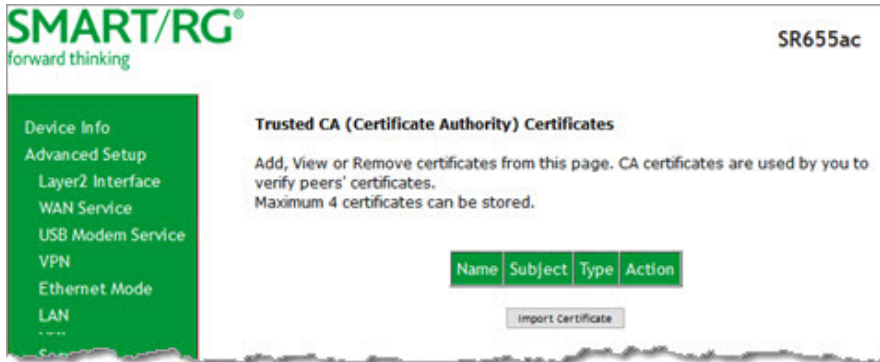 SMART/RG®
forward thinking
SR655ac
Device Info
Advanced Setup
Layer2 Interface
WAN Service
USB Modem Service
VPN
Ethernet Mode
LAN
Trusted CA (Certificate Authority) Certificates
Add, View or Remove certificates from this page. CA certificates are used by you to
verify peers' certificates.
Maximum 4 certificates can be stored.
Name Subject Type Action
Import Certificate